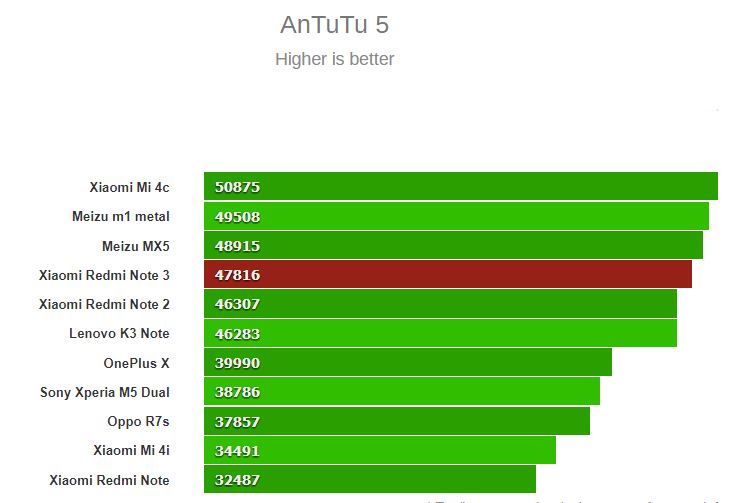 AnTuTu 5
Higher is better
Xiaomi Mi 4c 50875
Meizu m1 metal 49508
Meizu MX5 48915
Xiaomi Redmi Note 3 47816
Xiaomi Redmi Note 2 46307
Lenovo K3 Note 46283
OnePlus X 39990
Sony Xperia M5 Dual 38786
Oppo R7s 37857
Xiaomi Mi 4i 34491
Xiaomi Redmi Note 32487